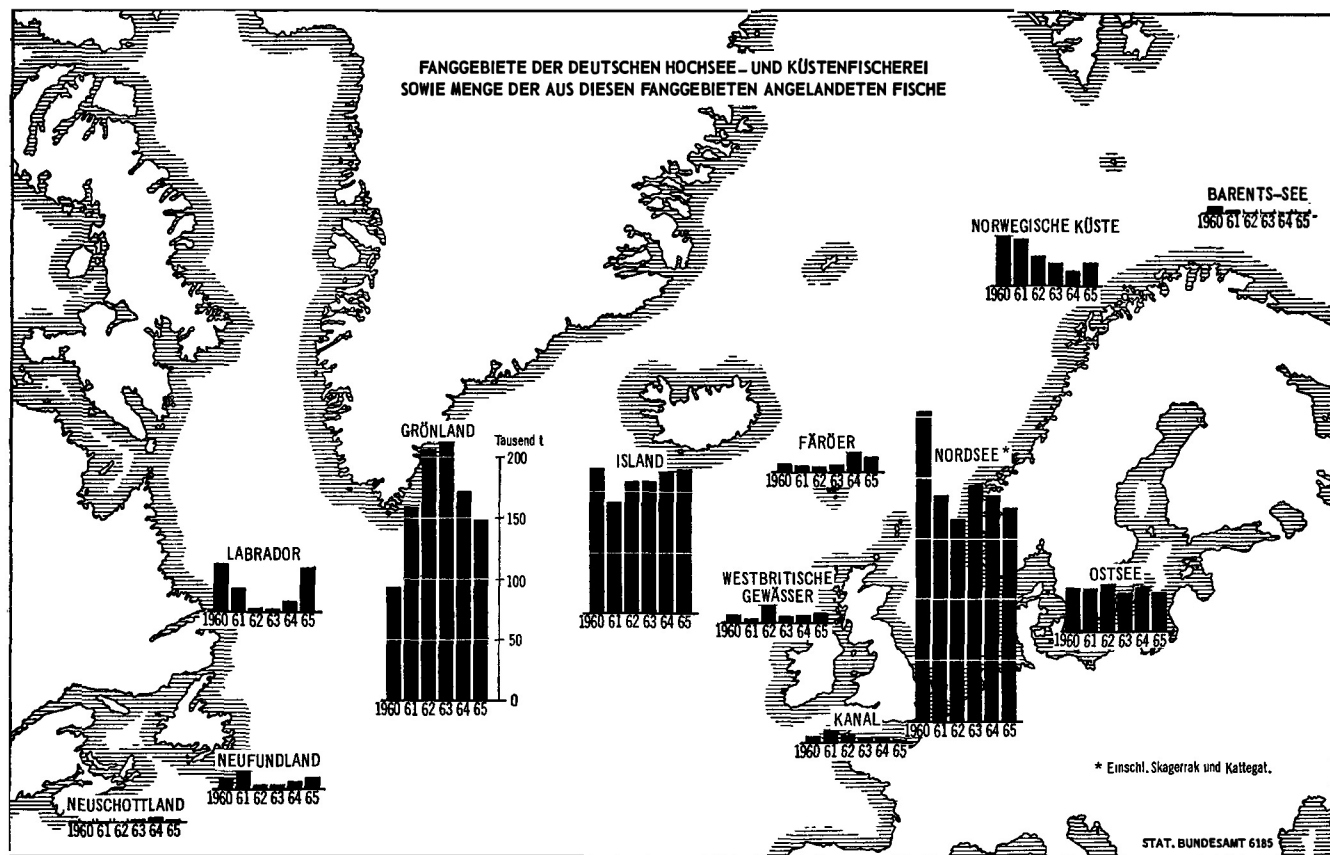 FANGGEBIETE DER DEUTSCHEN HOCHSEE- UND KÜSTENFISCHEREI
SOWIE MENGE DER AUS DIESEN FANGGEBIETEN ANGELANDETEN FISCHE
BARENTS-SEE
1960 61 62 63 64 65
NORWEGISCHE KÜSTE
1960 61 62 63 64 65
GRÖNLAND
Tausend t
200
150
100
50
0
1960 61 62 63 64 65
ISLAND
1960 61 62 63 64 65
FÄRÖER
1960 61 62 63 64 65
NORDSEE *
1960 61 62 63 64 65
LABRADOR
1960 61 62 63 64 65
WESTBRITISCHE
GEWÄSSER
1960 61 62 63 64 65
OSTSEE
1960 61 62 63 64 65
KANAL
1960 61 62 63 64 65
NEUFUNDLAND
1960 61 62 63 64 65
NEUSCHOTTLAND
1960 61 62 63 64 65
* Einschl. Skagerrak und Kattegat.
STAT. BUNDESAMT 6185